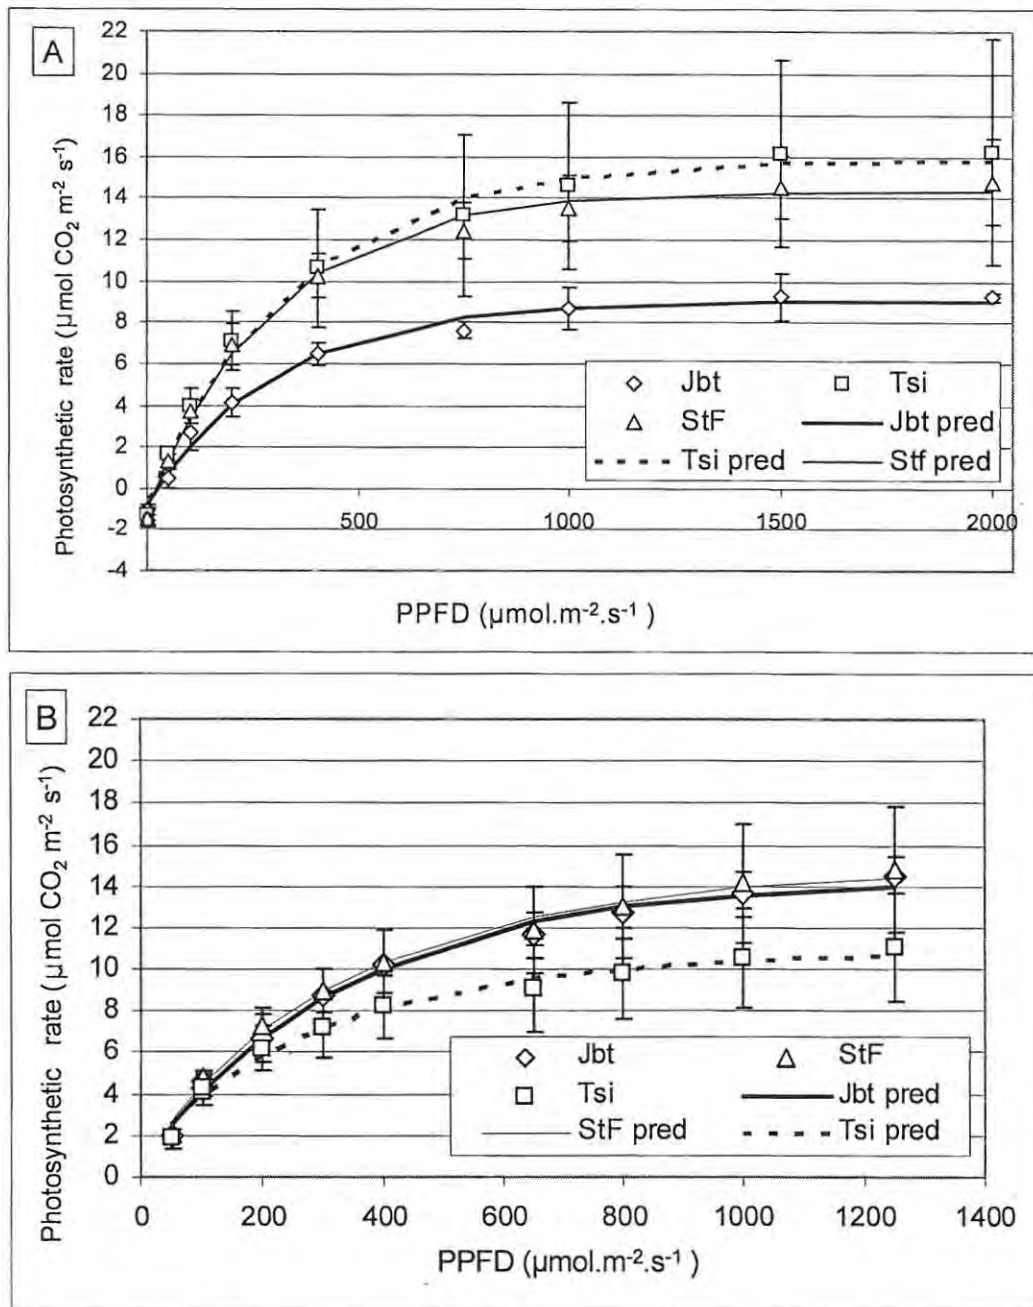 A
22
20
18
16
14
12
10
8
6
4
2
0
-2
-4
Photosynthetic rate (µmol CO₂ m⁻² s⁻¹)
500 1000 1500 2000
PPFD (µmol.m⁻².s⁻¹)
Jbt Tsi
StF Jbt pred
Tsi pred Stf pred
B
22
20
18
16
14
12
10
8
6
4
2
0
Photosynthetic rate (µmol CO₂ m⁻² s⁻¹)
0 200 400 600 800 1000 1200 1400
PPFD (µmol.m⁻².s⁻¹)
Jbt StF
Tsi Jbt pred
StF pred Tsi pred